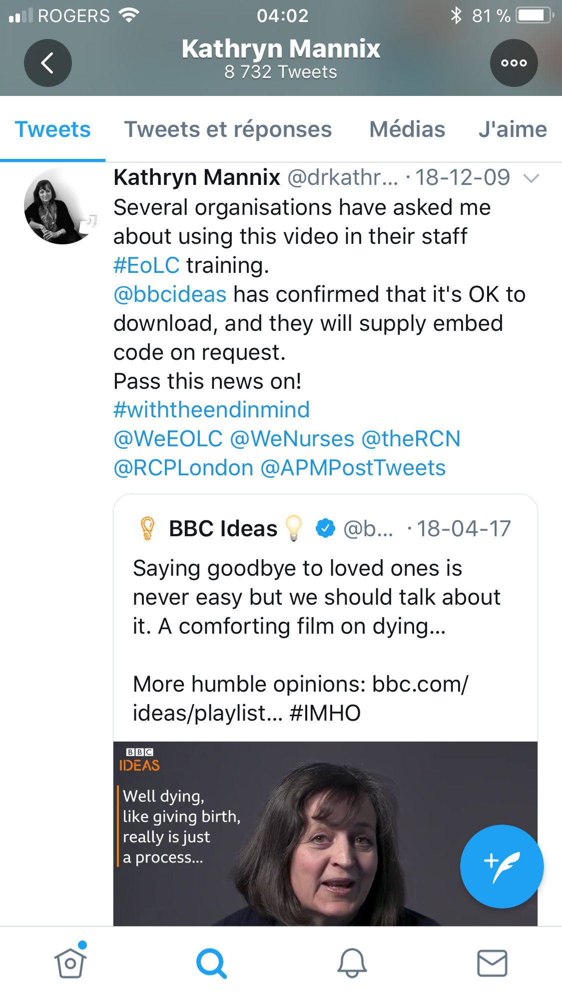 ROGERS 04:02 81 %
Kathryn Mannix
8 732 Tweets
Tweets Tweets et réponses Médias J'aime
Kathryn Mannix @drkathr... · 18-12-09
Several organisations have asked me
about using this video in their staff
#EoLC training.
@bbcideas has confirmed that it's OK to
download, and they will supply embed
code on request.
Pass this news on!
#withtheendinmind
@WeEOLC @WeNurses @theRCN
@RCPLondon @APMPostTweets
BBC Ideas @b... · 18-04-17
Saying goodbye to loved ones is
never easy but we should talk about
it. A comforting film on dying...
More humble opinions: bbc.com/
ideas/playlist... #IMHO
BBC
IDEAS
Well dying,
like giving birth,
really is just
a process...